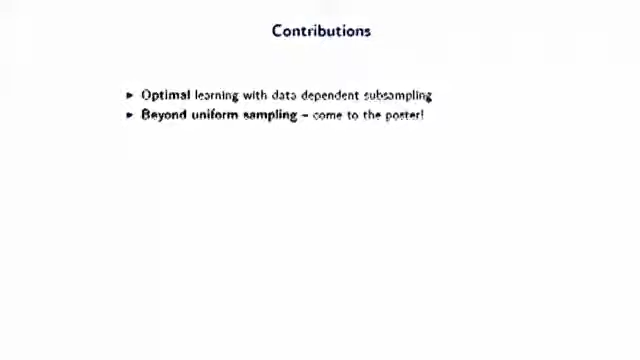 Contributions
► Optimal learning with data dependent subsampling
► Beyond uniform sampling – come to the poster!